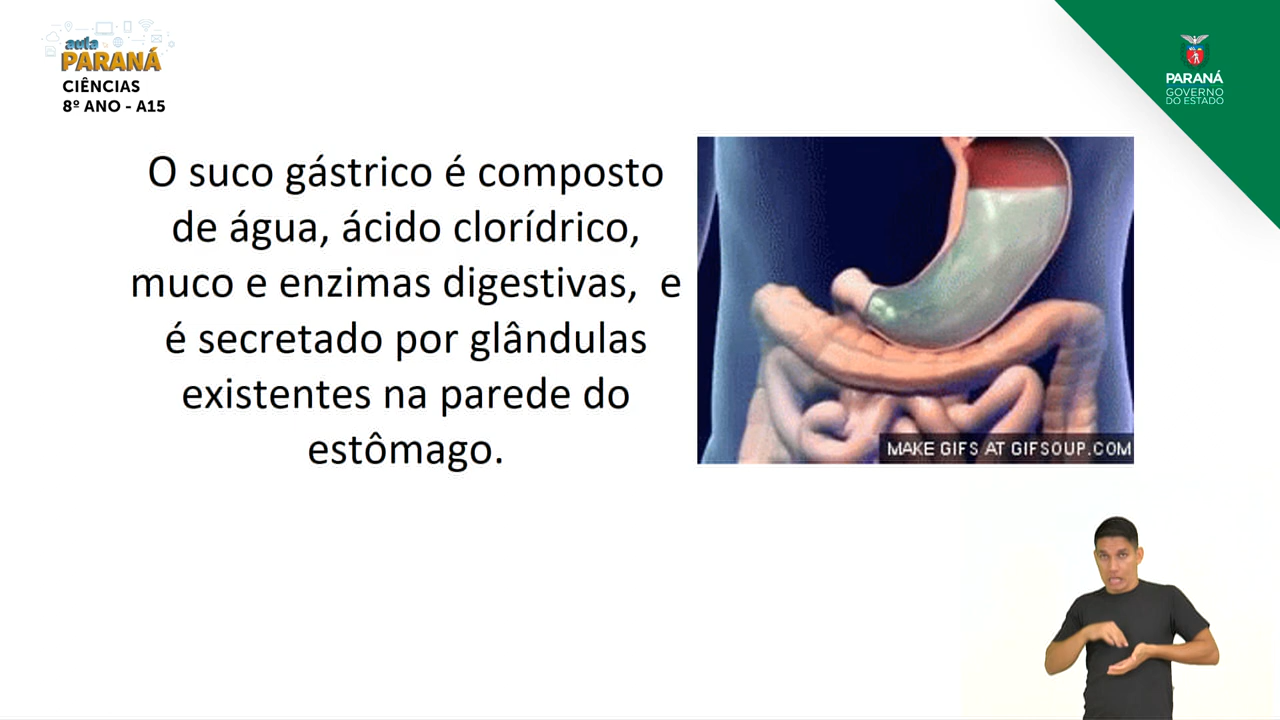 aula
PARANÁ
CIÊNCIAS
8º ANO - A15
PARANÁ
GOVERNO
DO ESTADO
O suco gástrico é composto
de água, ácido clorídrico,
muco e enzimas digestivas,  e
é secretado por glândulas
existentes na parede do
estômago.
MAKE GIFS AT GIFSOUP.COM